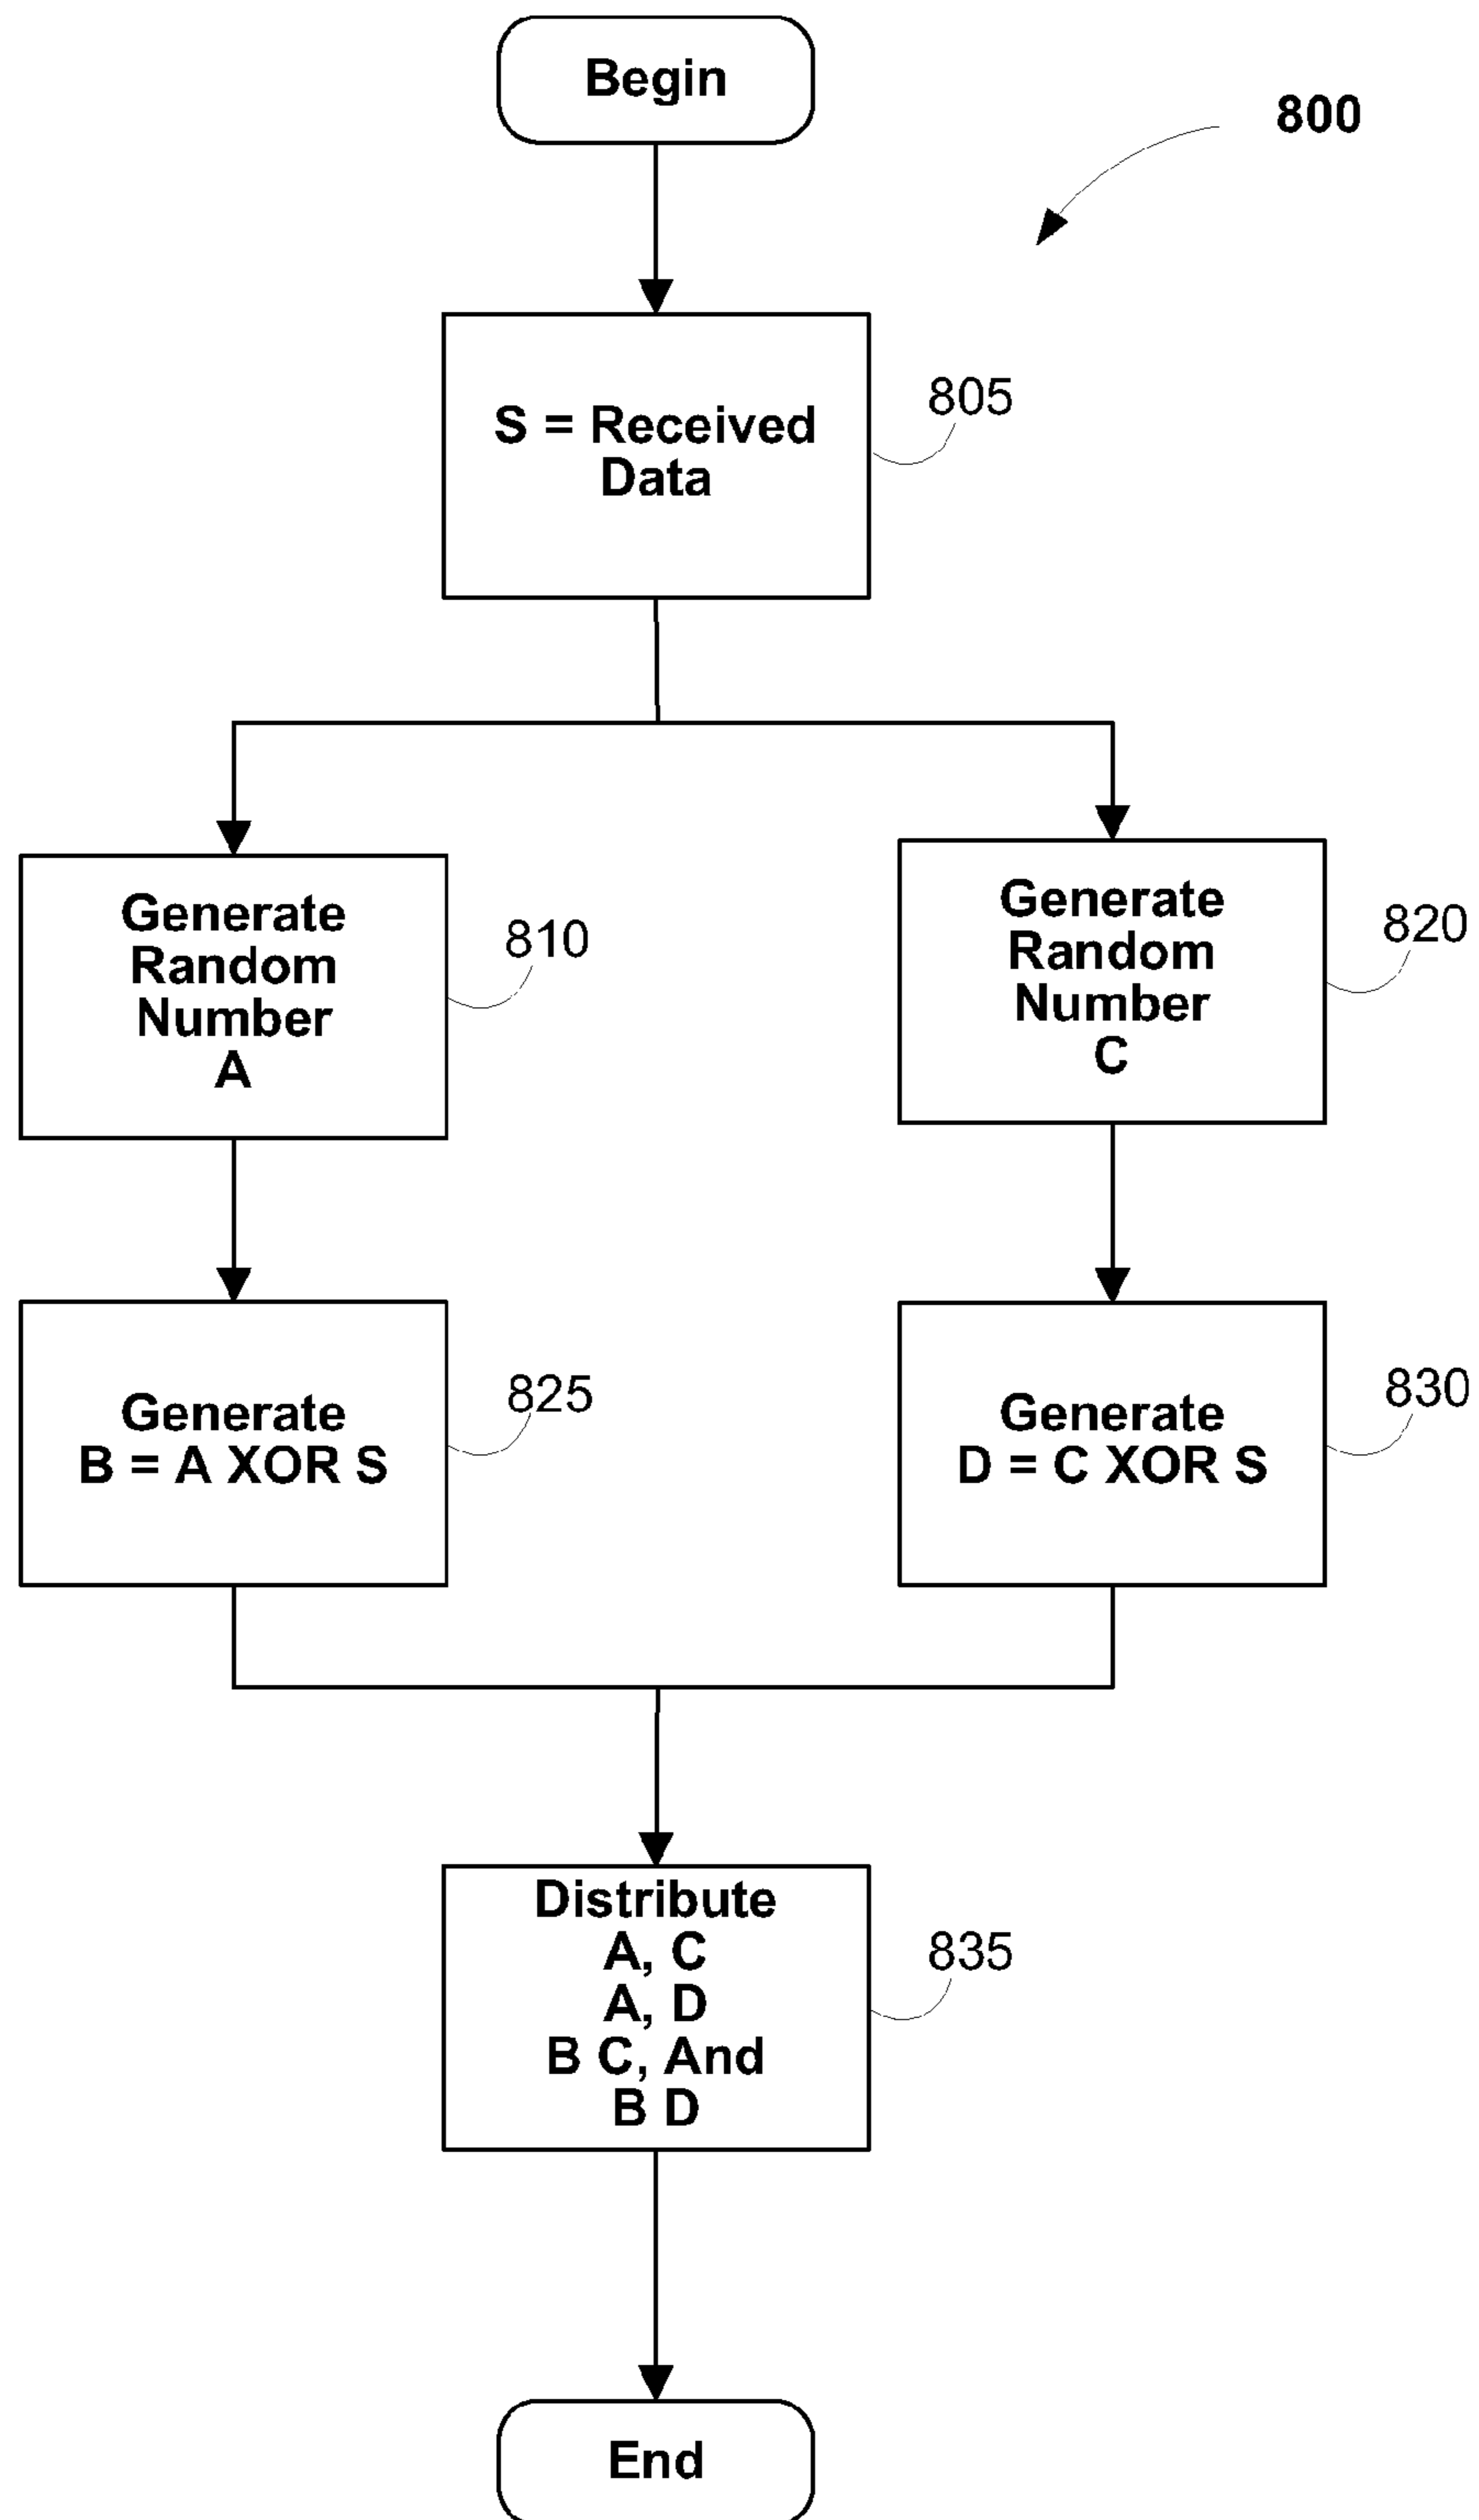 Begin
800
S = Received
Data
805
Generate
Random
Number
A
810
Generate
Random
Number
C
820
Generate
B = A XOR S
825
Generate
D = C XOR S
830
Distribute
A, C
A, D
B C, And
B D
835
End